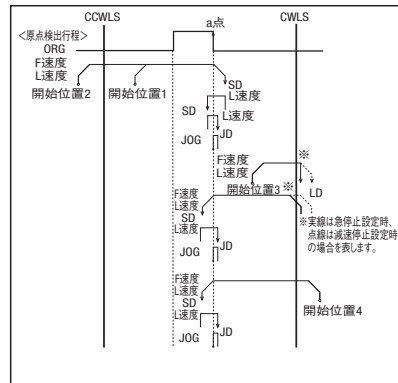 CCWLS
a点
CWLS
<原点検出行程>
ORG
F速度
L速度
開始位置2
開始位置1
SD
L速度
SD
L速度
JOG
JD
F速度
L速度
※
開始位置3
※
LD
F速度
L速度
SD
※実線は急停止設定時、
点線は減速停止設定時
の場合を表します。
L速度
JOG
JD
F速度
L速度
SD
開始位置4
L速度
JOG
JD